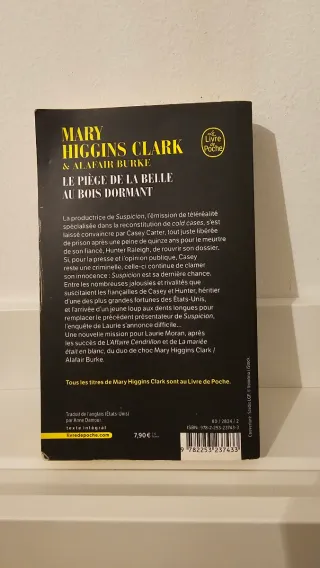 MARY
HIGGINS CLARK
& ALAFAIR BURKE
LE PIÈGE DE LA BELLE
AU BOIS DORMANT
Le
Livre
de
Poche
La productrice de Suspicion, l'émission de téléréalité
spécialisée dans la reconstitution de cold cases, s'est
laissé convaincre par Casey Carter, tout juste libérée
de prison après une peine de quinze ans pour le meurtre
de son fiancé, Hunter Raleigh, de rouvrir son dossier.
Si, pour la presse et l'opinion publique, Casey
reste une criminelle, celle-ci continue de clamer
son innocence : Suspicion est sa dernière chance.
Entre les nombreuses jalousies et rivalités que
suscitaient les fiançailles de Casey et Hunter, héritier
d'une des plus grandes fortunes des États-Unis,
et l'arrivée d'un jeune loup aux dents longues pour
remplacer le précédent présentateur de Suspicion,
l'enquête de Laurie s'annonce difficile...
Une nouvelle mission pour Laurie Moran, après
les succès de L'Affaire Cendrillon et de La mariée
était en blanc, du duo de choc Mary Higgins Clark /
Alafair Burke.
Tous les titres de Mary Higgins Clark sont au Livre de Poche.
Traduit de l'anglais (États-Unis)
par Anne Damour.
texte intégral
livredepoche.com
7,90 €
ISBN : 978-2-253-23743-3
9 782253 237433